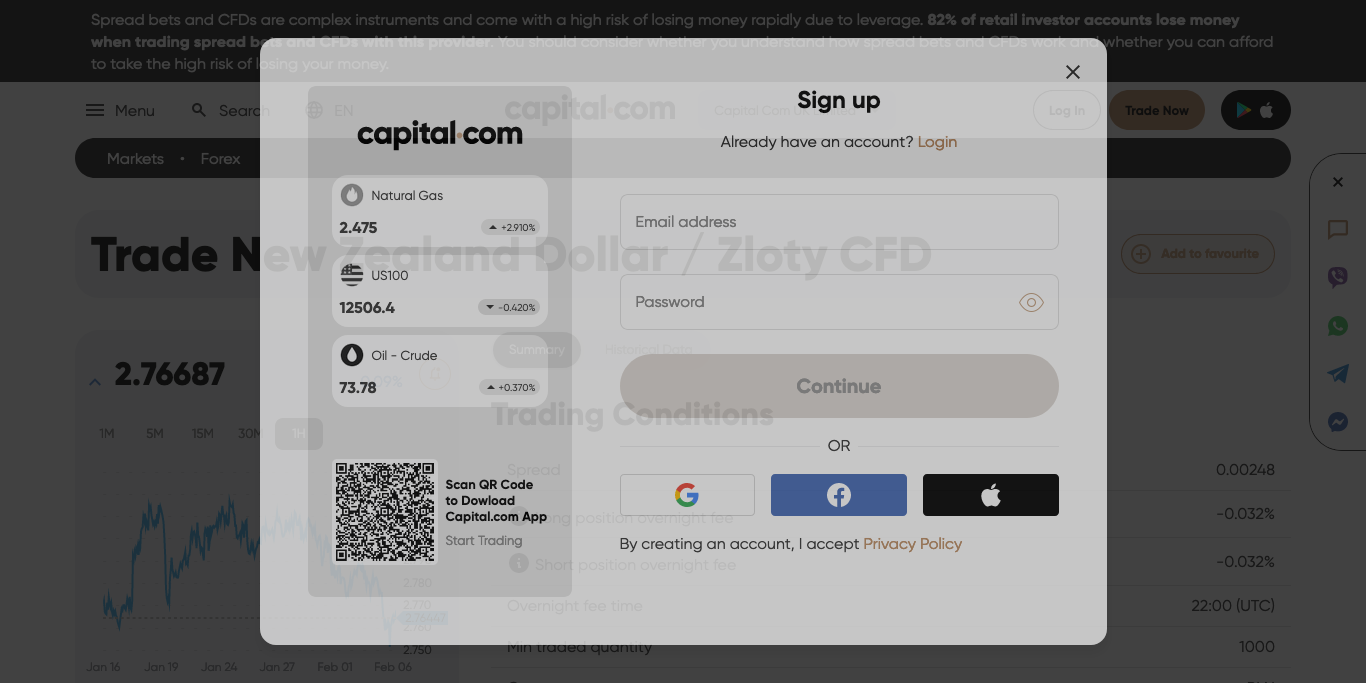 Spread bets and CFDs are complex instruments and come with a high risk of losing money rapidly due to leverage. 82% of retail investor accounts lose money
when trading spread bets and CFDs with this provider. You should consider whether you understand how spread bets and CFDs work and whether you can afford
to take the high risk of losing your money.
Menu
Search
EN
capital.com
Log In
Trade Now
Markets • Forex
Trade New Zealand Dollar / Zloty CFD
Add to favourite
2.76687
1M 5M 15M 30M 1H
2.780
2.770
2.76447
2.760
2.750
Jan 16 Jan 19 Jan 24 Jan 27 Feb 01 Feb 06
Summary
Historical Data
Trading Conditions
Spread 0.00248
Long position overnight fee -0.032%
Short position overnight fee -0.032%
Overnight fee time 22:00 (UTC)
Min traded quantity 1000
capital.com
Natural Gas
2.475 +2.910%
US100
12506.4 -0.420%
Oil - Crude
73.78 +0.370%
Scan QR Code
to Dowload
Capital.com App
Start Trading
Sign up
Already have an account? Login
Email address
Password
Continue
OR
By creating an account, I accept Privacy Policy